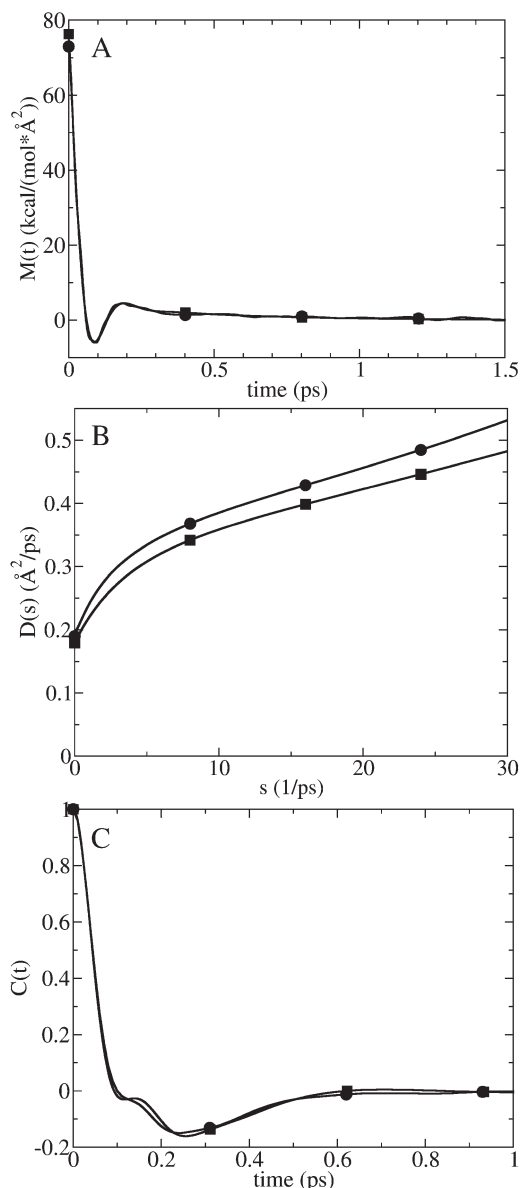 A
M(t) (kcal/(mol*Å²))
80
60
40
20
0
0 0.5 1 1.5
time (ps)
B
D(s) (Å²/ps)
0.5
0.4
0.3
0.2
0.1
0
0 10 20 30
s (1/ps)
C
C(t)
1
0.8
0.6
0.4
0.2
0
-0.2
0 0.2 0.4 0.6 0.8 1
time (ps)